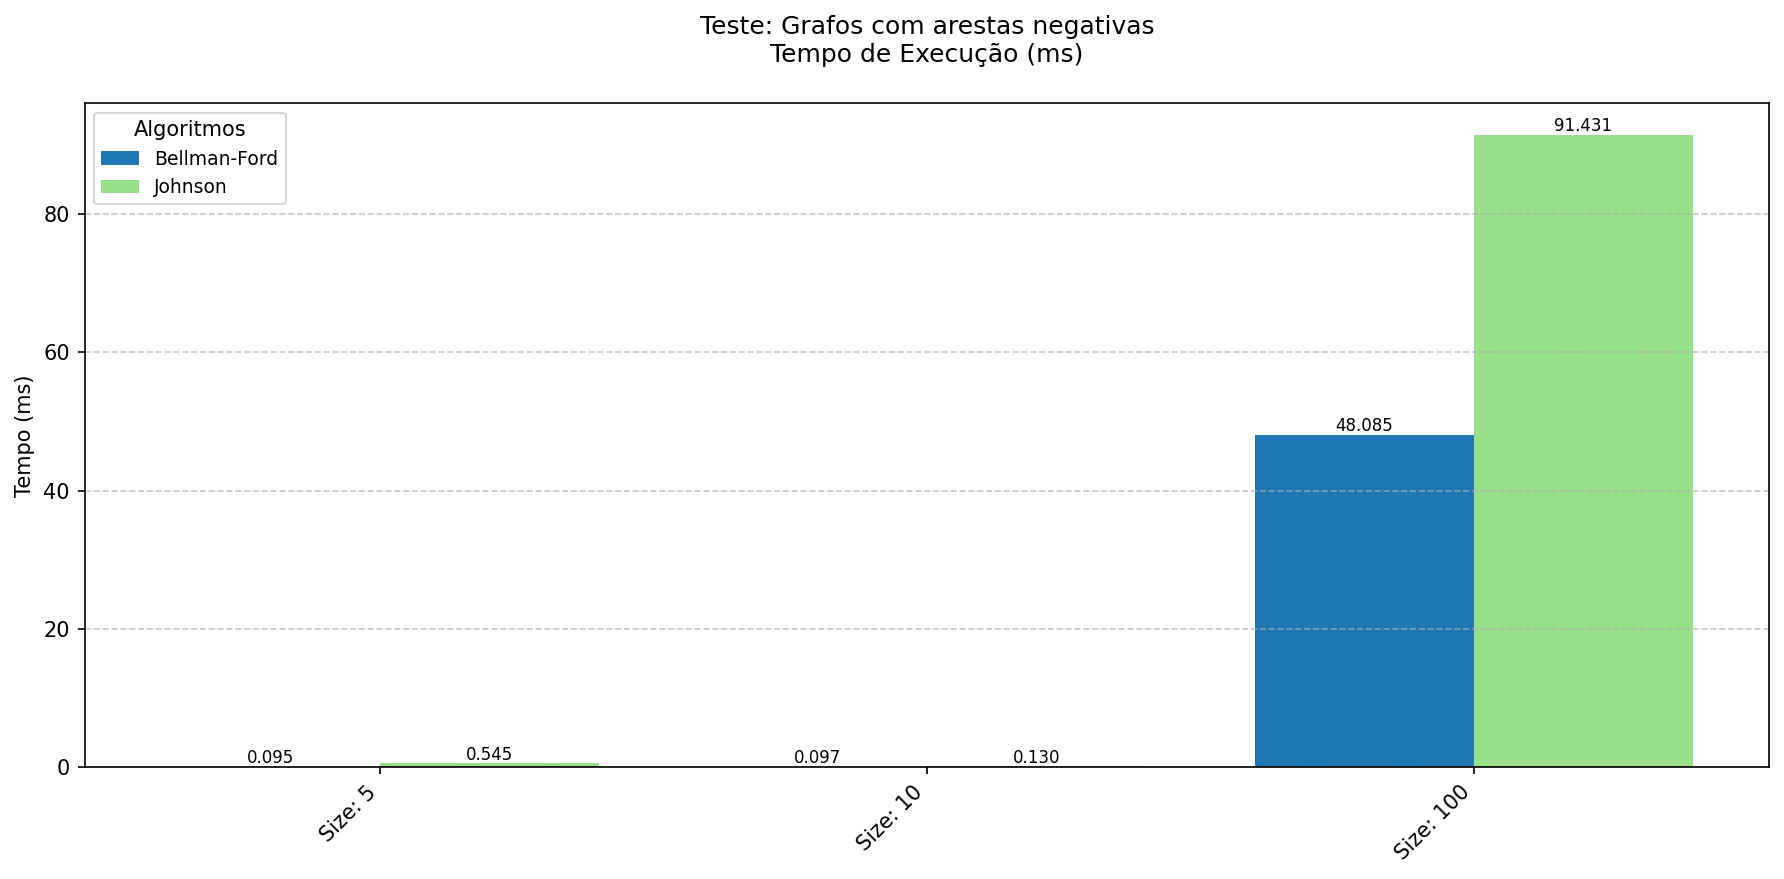 Teste: Grafos com arestas negativas
Tempo de Execução (ms)
Algoritmos
Bellman-Ford
Johnson
Tempo (ms)
80
60
40
20
0
0.095
0.545
0.097
0.130
48.085
91.431
Size: 5
Size: 10
Size: 100